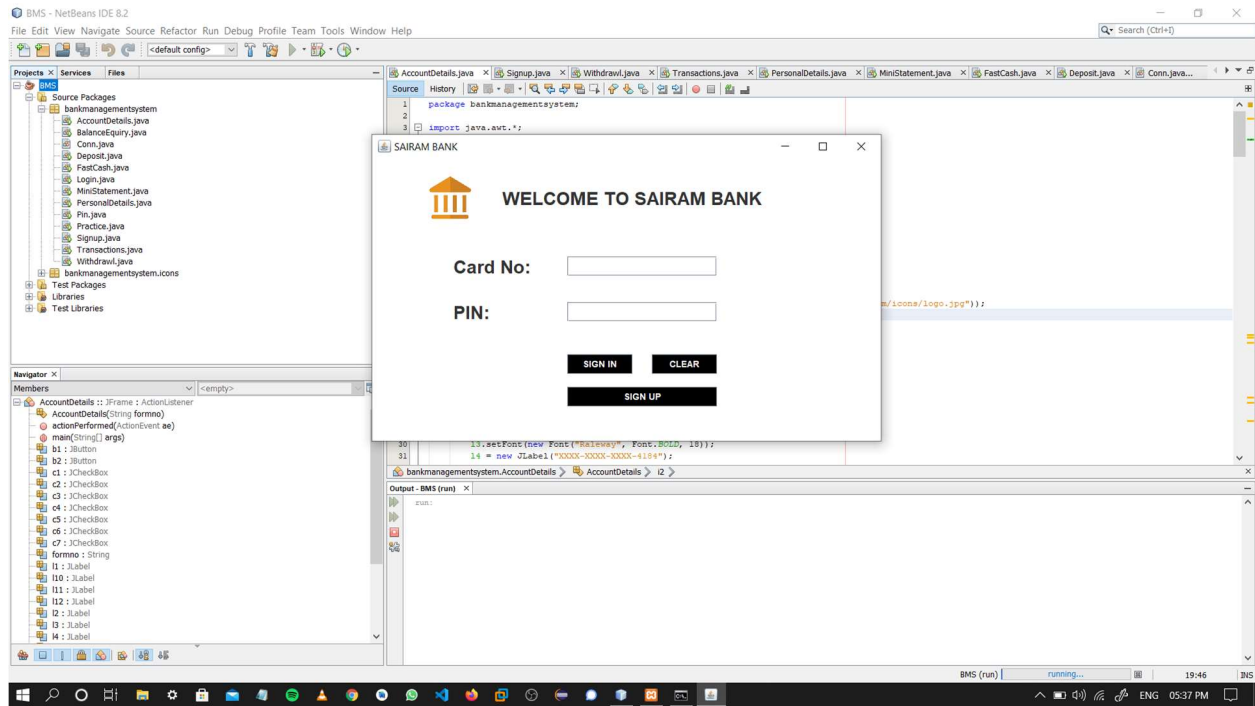 BMS - NetBeans IDE 8.2
File Edit View Navigate Source Refactor Run Debug Profile Team Tools Window Help
Search (Ctrl+I)
<default config>
Projects Services Files
BMS
Source Packages
bankmanagementsystem
AccountDetails.java
BalanceEquiry.java
Conn.java
Deposit.java
FastCash.java
Login.java
MiniStatement.java
PersonalDetails.java
Pin.java
Practice.java
Signup.java
Transactions.java
Withdrawl.java
bankmanagementsystem.icons
Test Packages
Libraries
Test Libraries
AccountDetails.java Signup.java Withdrawl.java Transactions.java PersonalDetails.java MiniStatement.java FastCash.java Deposit.java Conn.java...
Source History
1 package bankmanagementsystem;
2
3 import java.awt.*;
SAIRAM BANK
WELCOME TO SAIRAM BANK
Card No:
PIN:
SIGN IN CLEAR
SIGN UP
m/icons/logo.jpg"));
30 l3.setFont(new Font("Raleway", Font.BOLD, 18));
31 l4 = new JLabel("XXXX-XXXX-XXXX-4184");
bankmanagementsystem.AccountDetails AccountDetails i2
Navigator
Members <empty>
AccountDetails :: JFrame : ActionListener
AccountDetails(String formno)
actionPerformed(ActionEvent ae)
main(String[] args)
b1 : JButton
b2 : JButton
c1 : JCheckBox
c2 : JCheckBox
c3 : JCheckBox
c4 : JCheckBox
c5 : JCheckBox
c6 : JCheckBox
c7 : JCheckBox
formno : String
l1 : JLabel
l10 : JLabel
l11 : JLabel
l12 : JLabel
l2 : JLabel
l3 : JLabel
l4 : JLabel
Output - BMS (run)
run:
BMS (run) running... 19:46 INS
ENG 05:37 PM